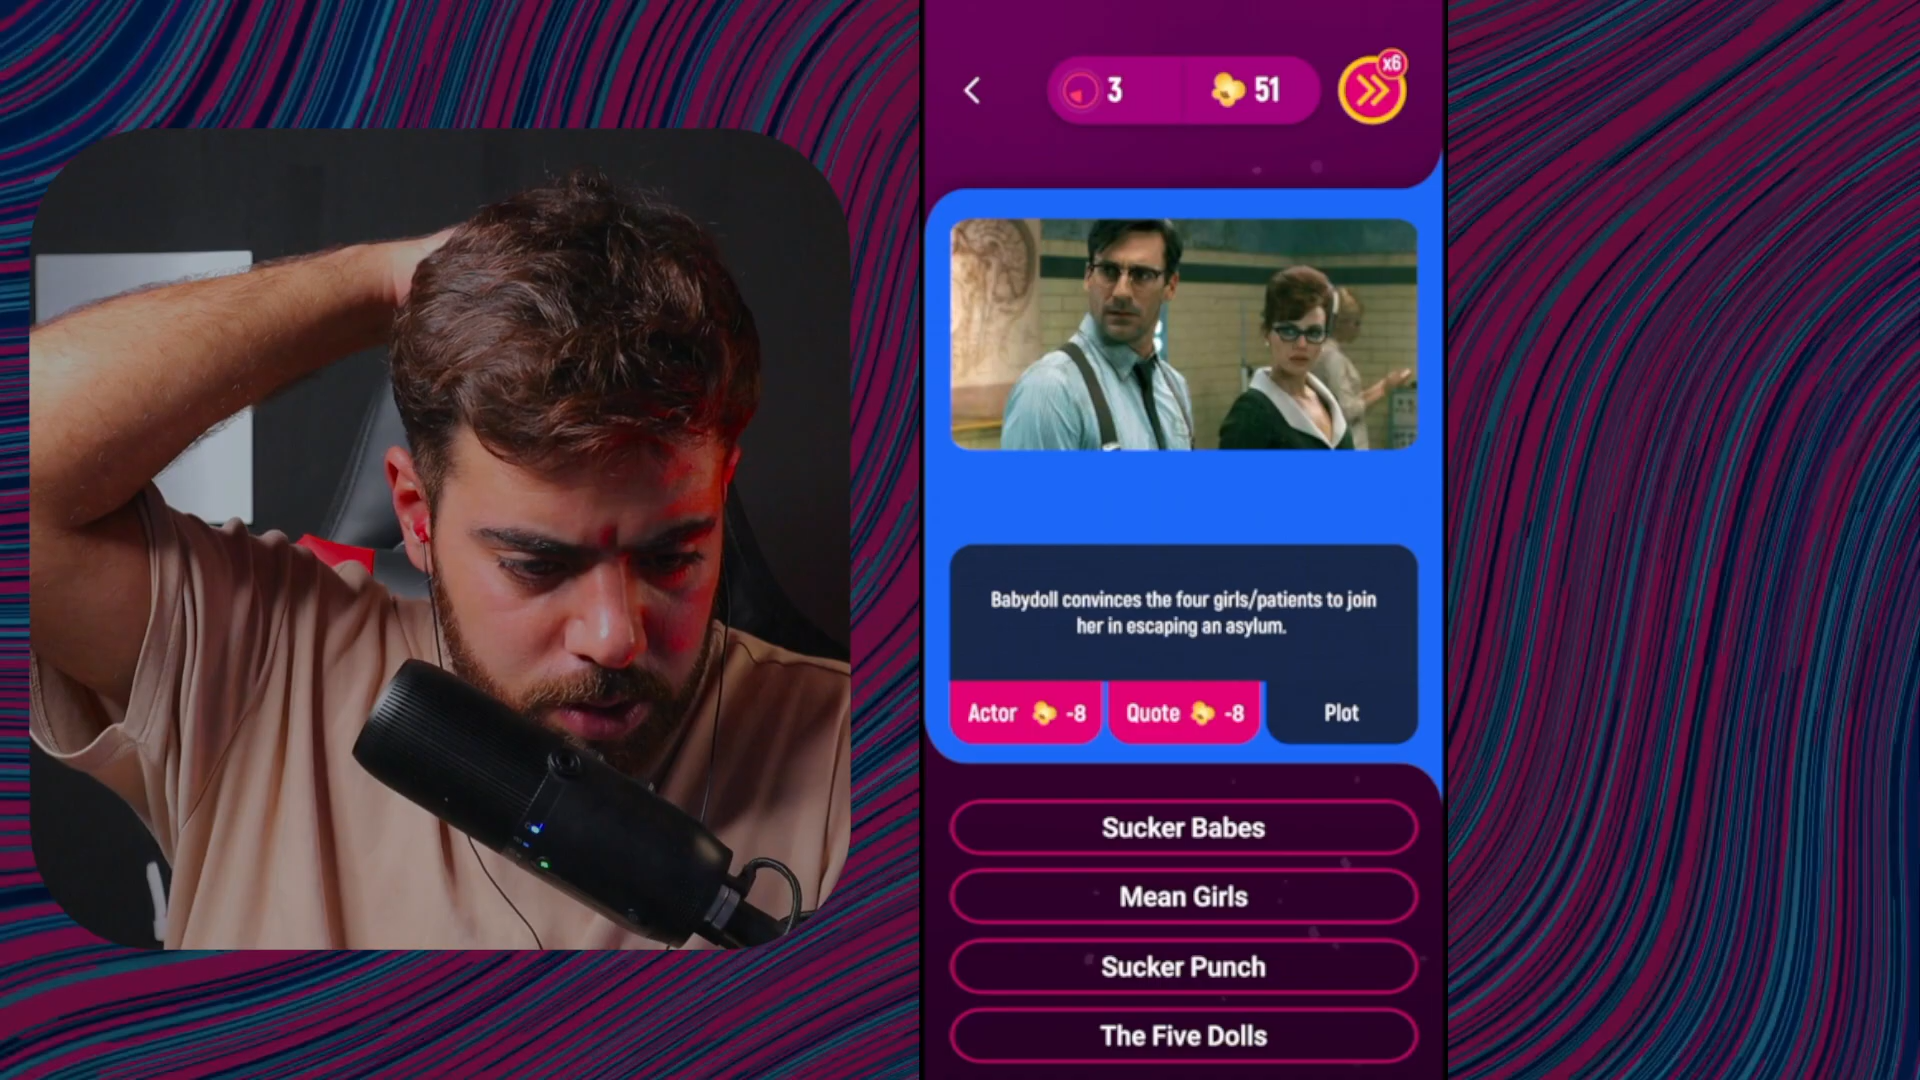 3
51
x6
Babydoll convinces the four girls/patients to join
her in escaping an asylum.
Actor -8
Quote -8
Plot
Sucker Babes
Mean Girls
Sucker Punch
The Five Dolls